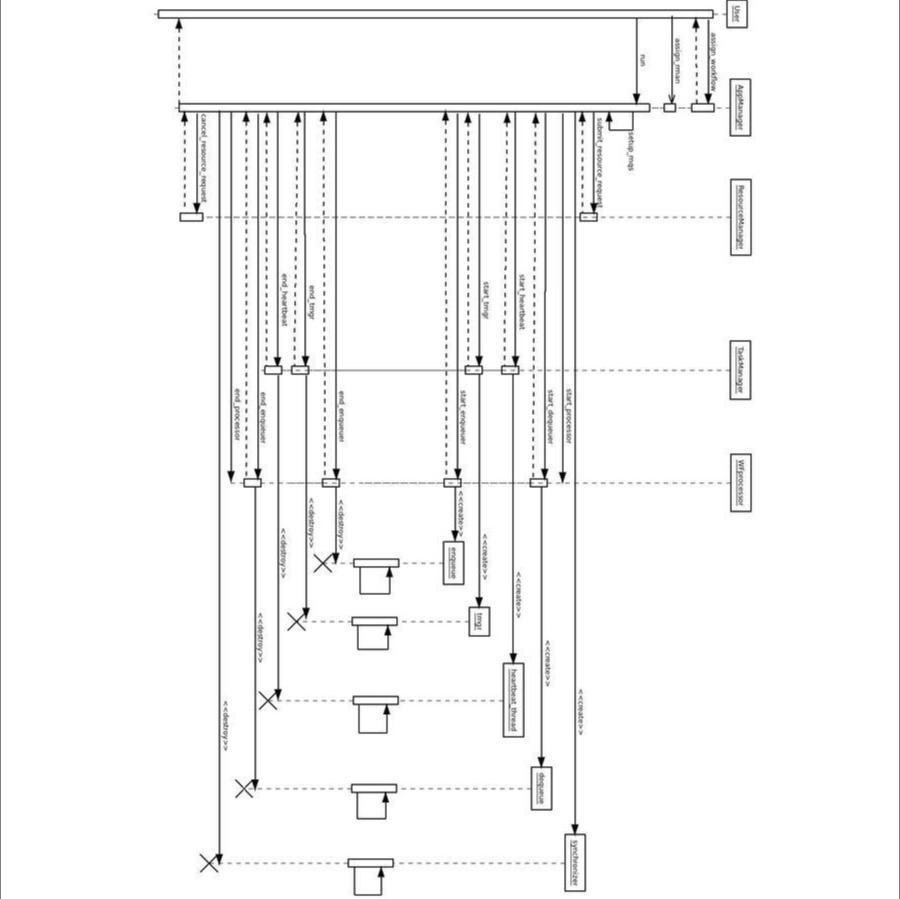 User
AppManager
ResourceManager
TaskManager
WFprocessor
assign_workflow
assign_rman
run
setup_mqs
submit_resource_request
<<create>>
synchronizer
start_processor
start_dequeuer
<<create>>
dequeue
start_heartbeat
<<create>>
heartbeat_thread
start_tmgr
<<create>>
tmgr
start_enqueuer
<<create>>
enqueue
end_enqueuer
<<destroy>>
end_tmgr
<<destroy>>
end_heartbeat
<<destroy>>
end_enqueuer
<<destroy>>
end_processor
<<destroy>>
cancel_resource_request